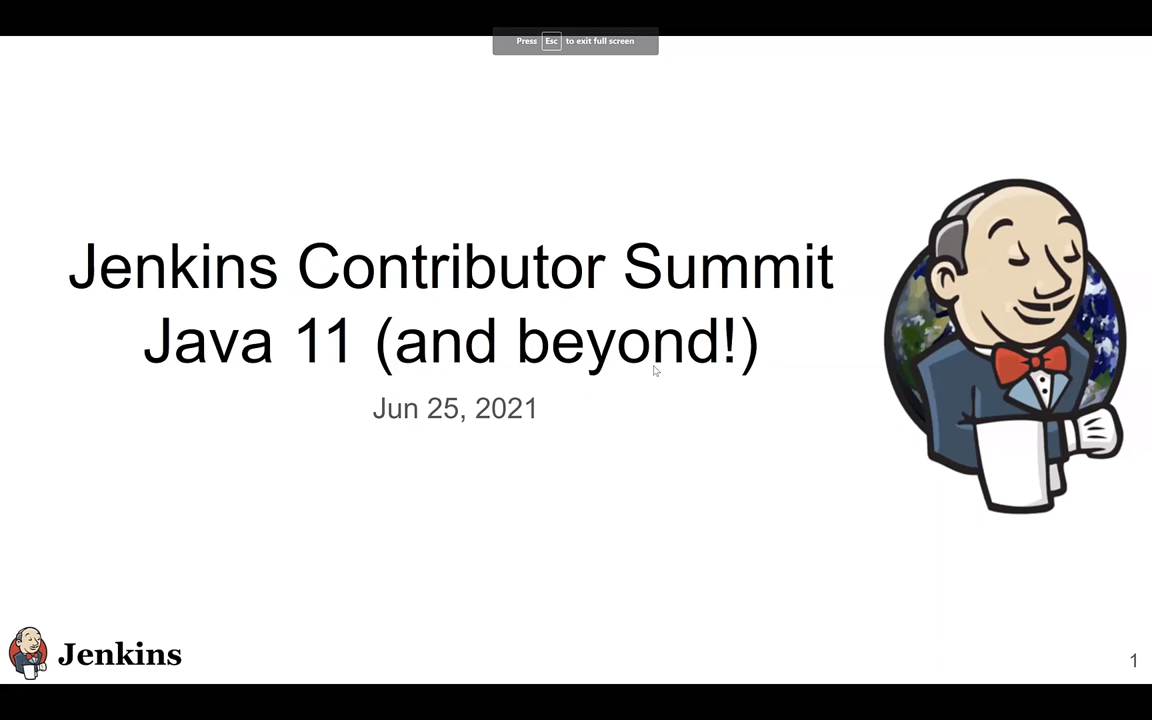 Press Esc to exit full screen
Jenkins Contributor Summit
Java 11 (and beyond!)
Jun 25, 2021
Jenkins
1